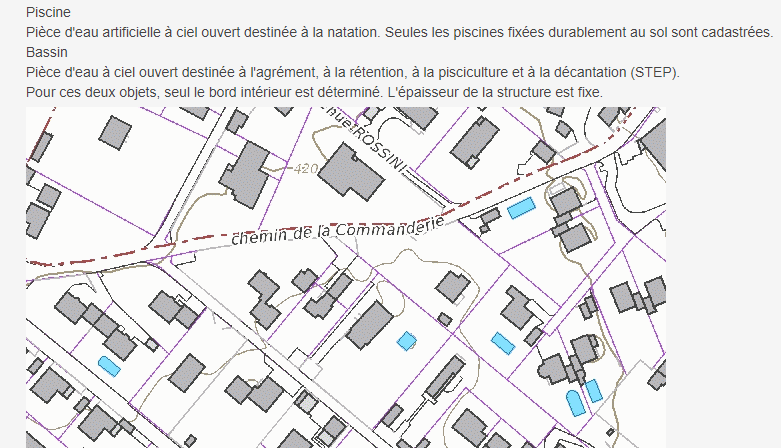 Piscine
Pièce d'eau artificielle à ciel ouvert destinée à la natation. Seules les piscines fixées durablement au sol sont cadastrées.
Bassin
Pièce d'eau à ciel ouvert destinée à l'agrément, à la rétention, à la pisciculture et à la décantation (STEP).
Pour ces deux objets, seul le bord intérieur est déterminé. L'épaisseur de la structure est fixe.
nue ROSSINI
420
chemin de la Commanderie